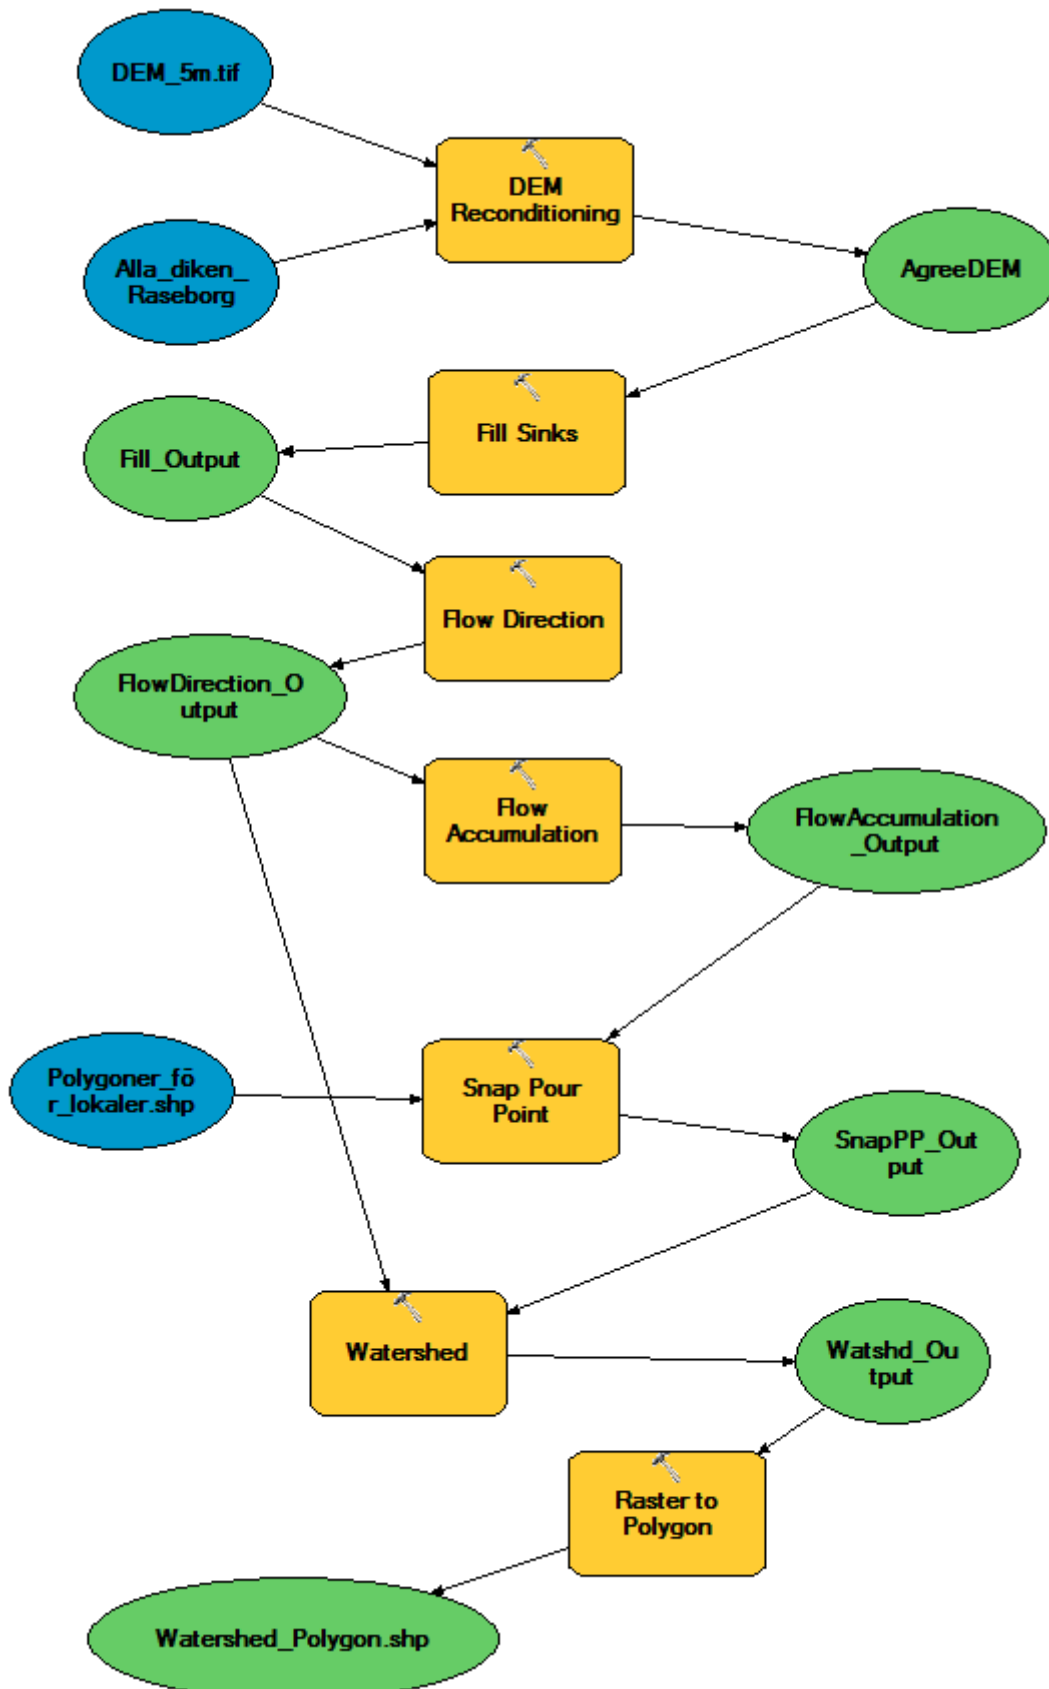 DEM_5m.tif
DEM
Reconditioning
Alla_diken_
Raseborg
AgreeDEM
Fill Sinks
Fill_Output
Flow Direction
FlowDirection_O
utput
Flow
Accumulation
FlowAccumulation
_Output
Polygoner_fö
r_lokaler.shp
Snap Pour
Point
SnapPP_Out
put
Watershed
Watshd_Ou
tput
Raster to
Polygon
Watershed_Polygon.shp